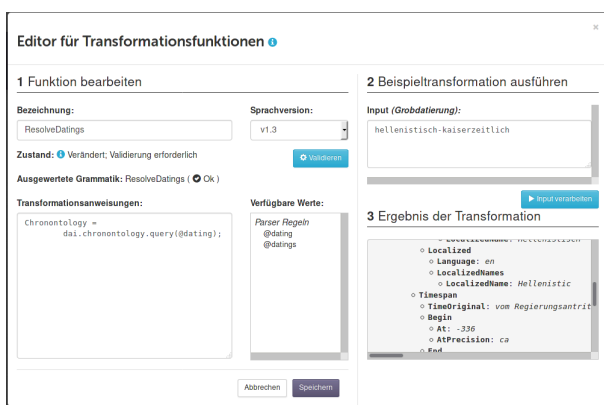 ×
Editor für Transformationsfunktionen
1 Funktion bearbeiten
Bezeichnung:
Sprachversion:
ResolveDatings
v1.3
Zustand: Verändert; Validierung erforderlich
Validieren
Ausgewertete Grammatik: ResolveDatings ( Ok )
Transformationsanweisungen:
Verfügbare Werte:
Chronontology =
dai.chronontology.query(@dating);
Parser Regeln
@dating
@datings
Abbrechen
Speichern
2 Beispieltransformation ausführen
Input (Grobdatierung):
hellenistisch-kaiserzeitlich
Input verarbeiten
3 Ergebnis der Transformation
LocalizedName: Hellenistisch
Localized
Language: en
LocalizedNames
LocalizedName: Hellenistic
Timespan
TimeOriginal: vom Regierungsantrit
Begin
At: -336
AtPrecision: ca
End